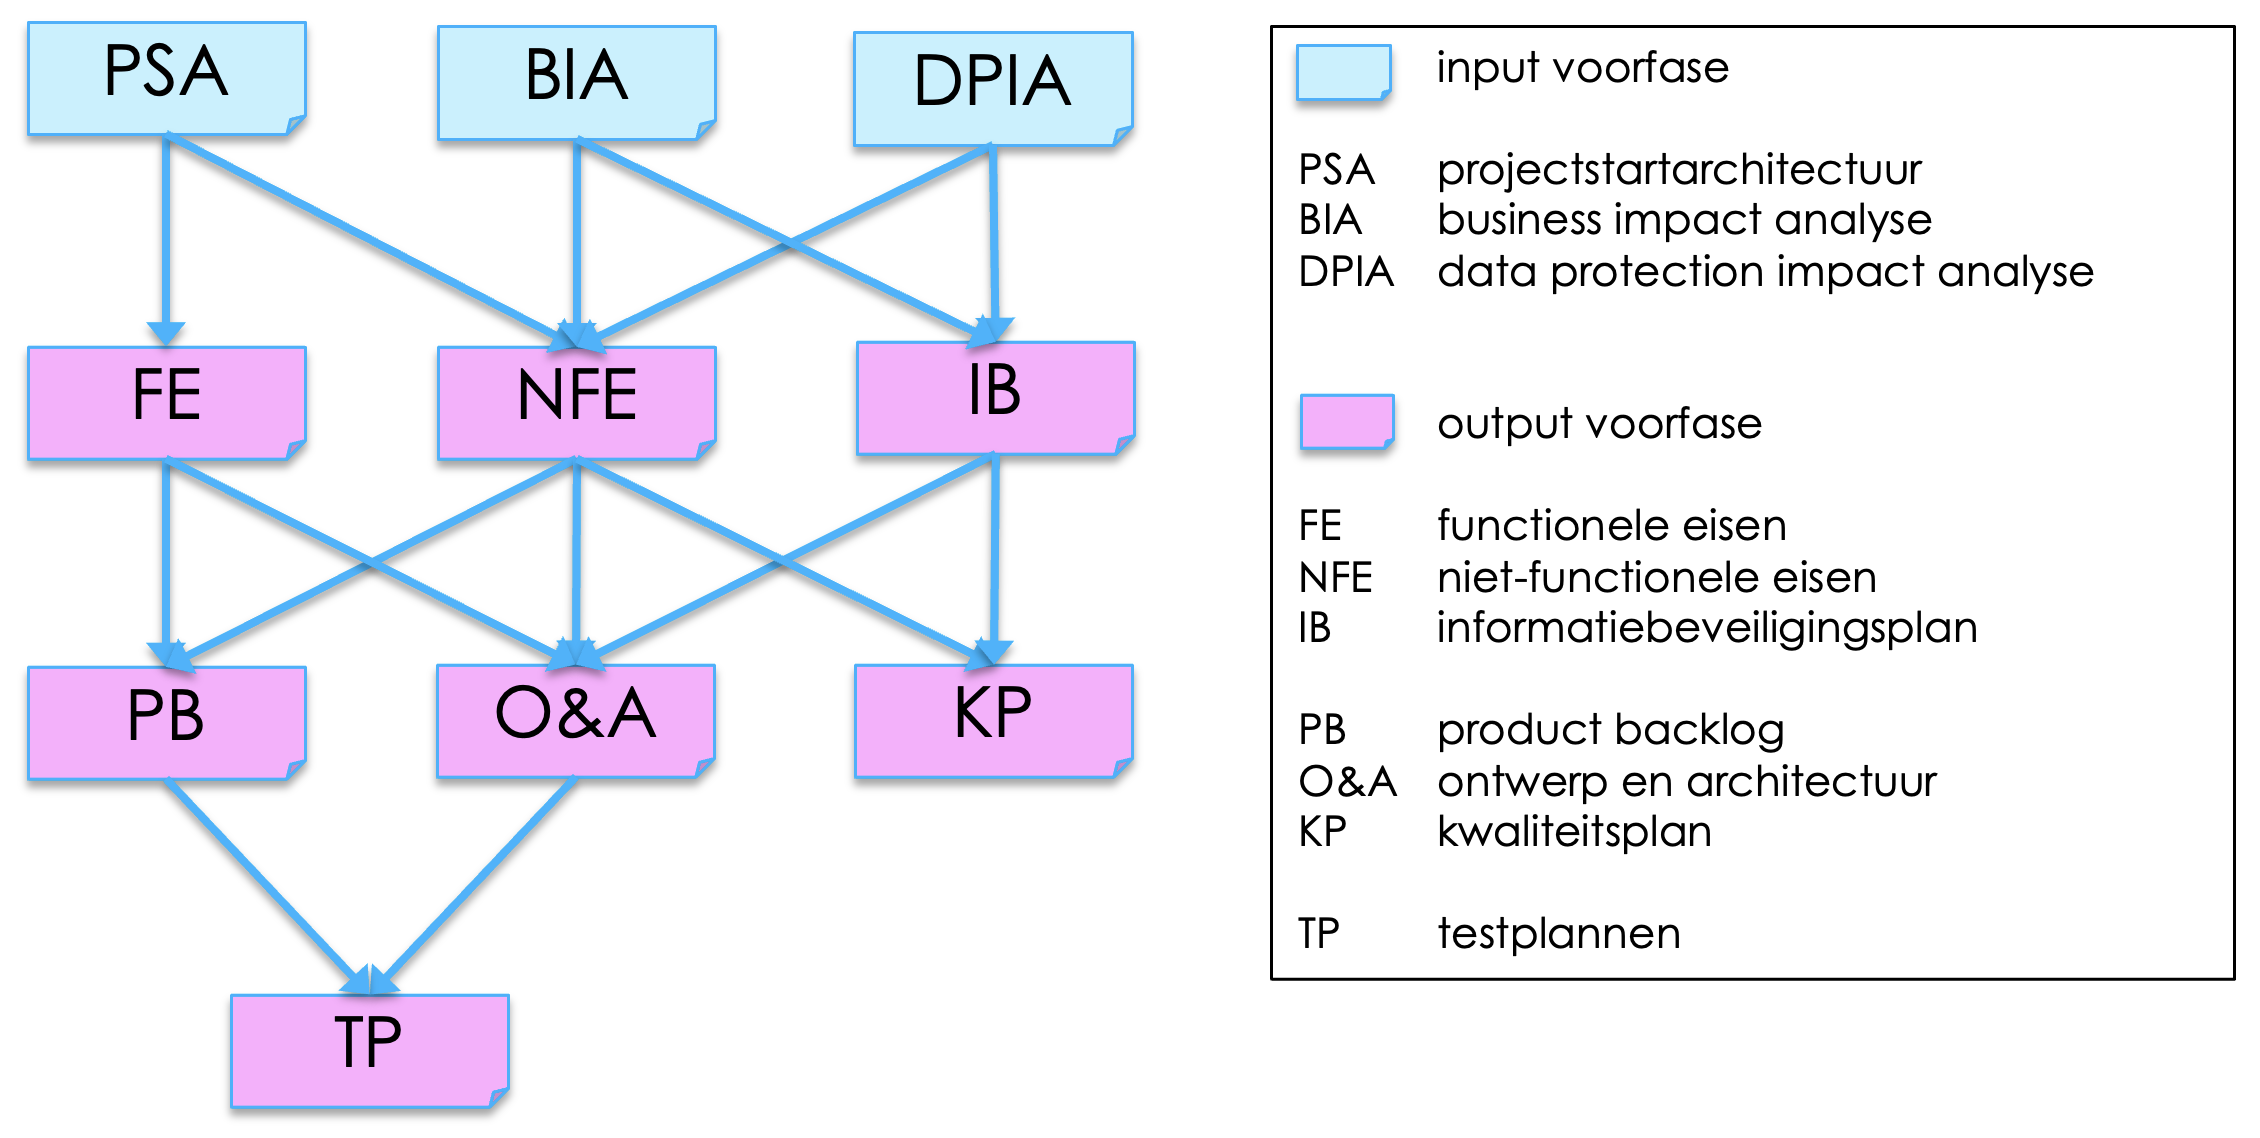 PSA
BIA
DPIA
FE
NFE
IB
PB
O&A
KP
TP
input voorfase
PSA projectstartarchitectuur
BIA business impact analyse
DPIA data protection impact analyse
output voorfase
FE functionele eisen
NFE niet-functionele eisen
IB informatiebeveiligingsplan
PB product backlog
O&A ontwerp en architectuur
KP kwaliteitsplan
TP testplannen